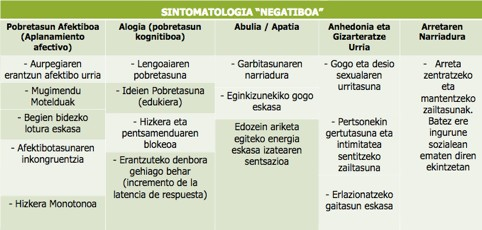 SINTOMATOLOGIA "NEGATIBOA"
Pobretasun Afektiboa
(Aplanamiento
afectivo)
- Aurpegiaren
erantzun afektibo urria
- Mugimendu
Motelduak
- Begien bidezko
lotura eskasa
- Afektibotasunaren
inkongruentzia
- Hizkera Monotonoa
Alogia (pobretasun
kognitiboa)
- Lengoaiaren
pobretasuna
- Ideien Pobretasuna
(edukiera)
- Hizkera eta
pentsamenduaren
blokeoa
- Erantzuteko denbora
gehiago behar
(incremento de la
latencia de respuesta)
Abulia / Apatia
- Garbitasunaren
narriadura
- Eginkizunekiko gogo
eskasa
Edozein ariketa
egiteko energia
eskasa izatearen
sentsazioa
Anhedonia eta
Gizarteratze
Urria
- Gogo eta desio
sexualaren
urritasuna
- Pertsonekin
gertutasuna eta
intimitatea
sentitzeko
zailtasuna
- Erlazionatzeko
gaitasun eskasa
Arretaren
Narriadura
- Arreta
zentratzeko
eta
mantentzeko
zailtasunak.
Batez ere
ingurune
sozialean
ematen diren
ekintzetan